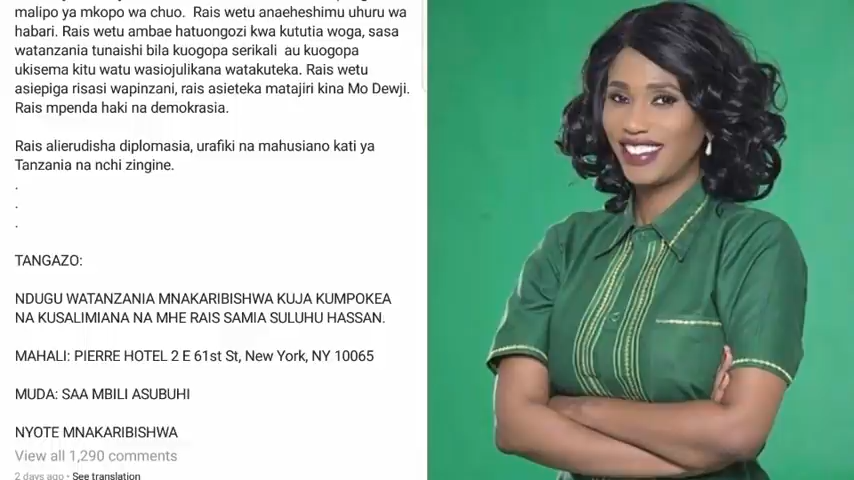 malipo ya mkopo wa chuo. Rais wetu anaeheshimu uhuru wa
habari. Rais wetu ambae hatuongozi kwa kututia woga, sasa
watanzania tunaishi bila kuogopa serikali au kuogopa
ukisema kitu watu wasiojulikana watakuteka. Rais wetu
asiepiga risasi wapinzani, rais asieteka matajiri kina Mo Dewji.
Rais mpenda haki na demokrasia.
Rais alierudisha diplomasia, urafiki na mahusiano kati ya
Tanzania na nchi zingine.
.
.
.
TANGAZO:
NDUGU WATANZANIA MNAKARIBISHWA KUJA KUMPOKEA
NA KUSALIMIANA NA MHE RAIS SAMIA SULUHU HASSAN.
MAHALI: PIERRE HOTEL 2 E 61st St, New York, NY 10065
MUDA: SAA MBILI ASUBUHI
NYOTE MNAKARIBISHWA
View all 1,290 comments
2 days ago • See translation